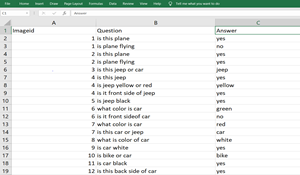 File Home Insert Draw Page Layout Formulas Data Review View Help Tell me what you want to do
Answer
A B C
1 Imageid Question Answer
2 1 is this plane yes
3 1 is plane flying no
4 2 is this plane yes
5 2 is plane flying yes
6 3 is this jeep or car jeep
7 4 is this jeep yes
8 4 is jeep yellow or red yellow
9 4 is it front side of jeep yes
10 5 is jeep black yes
11 6 what color is car green
12 6 is it front sideof car no
13 7 what color is car red
14 7 is this car or jeep car
15 8 what is color of car white
16 9 is car white yes
17 10 is bike or car bike
18 11 is car black yes
19 12 is this back side of car yes